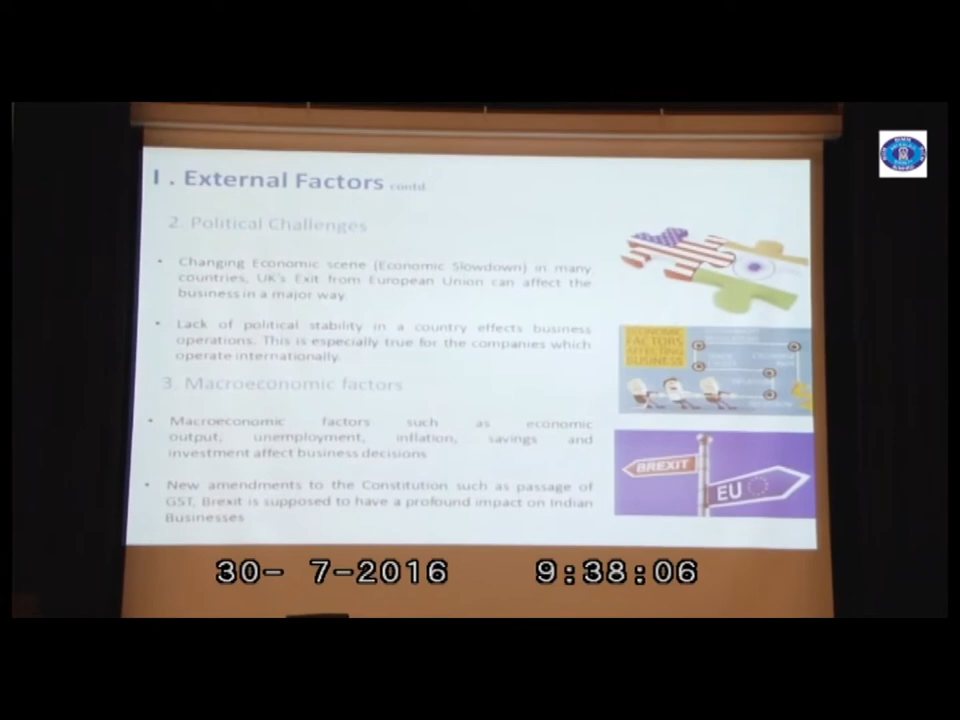 I . External Factors contd
2. Political Challenges
• Changing Economic scene (Economic Slowdown) in many
countries, UK's Exit from European Union can affect the
business in a major way.
• Lack of political stability in a country effects business
operations. This is especially true for the companies which
operate internationally.
3. Macroeconomic factors
• Macroeconomic factors such as economic
output, unemployment, inflation, savings and
investment affect business decisions
• New amendments to the Constitution such as passage of
GST, Brexit is supposed to have a profound impact on Indian
Businesses
ECONOMIC
FACTORS
AFFECTING
BUSINESS
BREXIT
EU
30- 7-2016 9:38:06